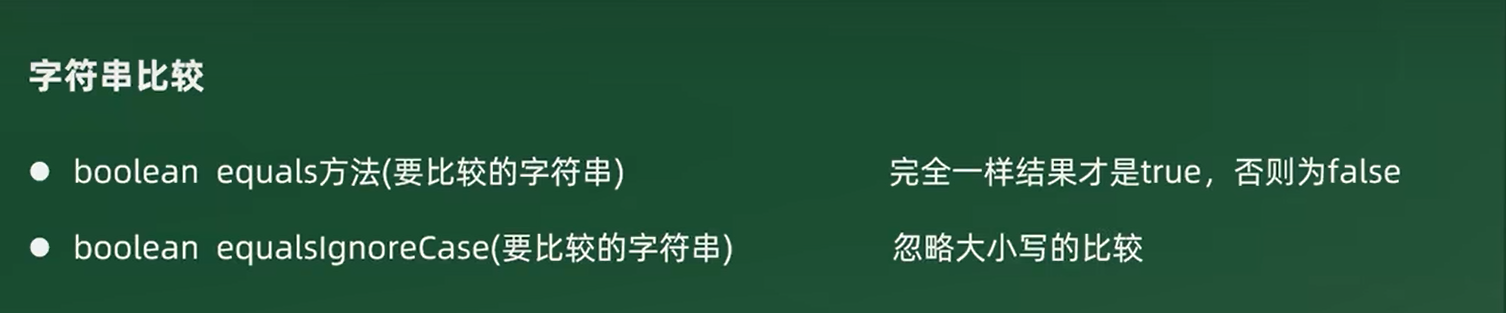 字符串比较
● boolean equals方法(要比较的字符串) 完全一样结果才是true，否则为false
● boolean equalsIgnoreCase(要比较的字符串) 忽略大小写的比较